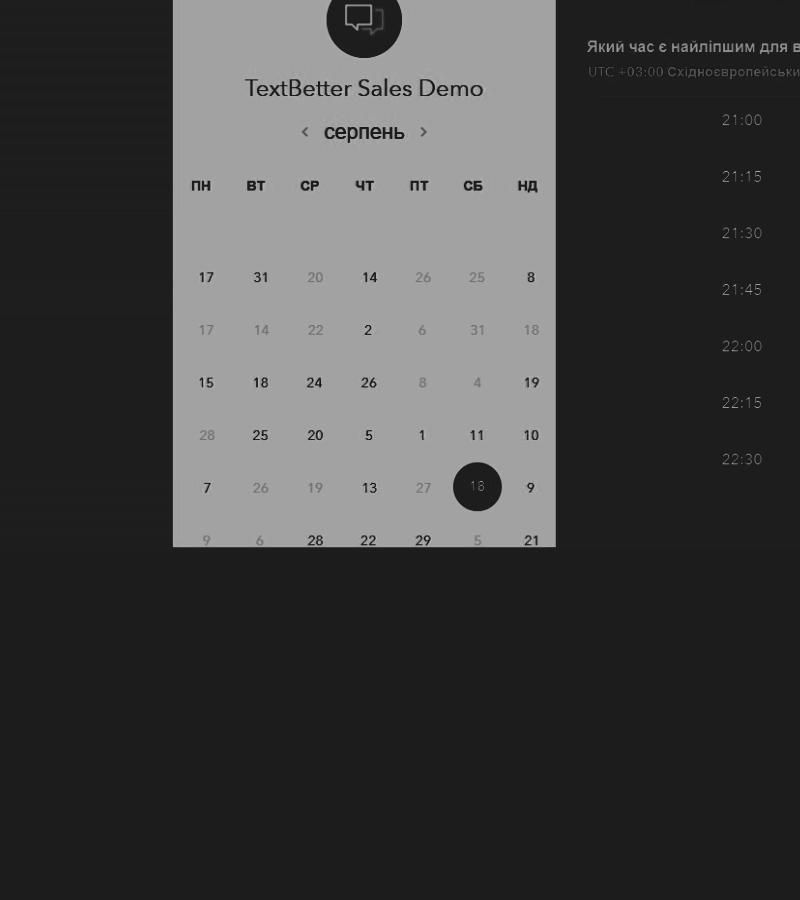 TextBetter Sales Demo
серпень
ПН ВТ СР ЧТ ПТ СБ НД
17 31 20 14 26 25 8
17 14 22 2 6 31 18
15 18 24 26 8 4 19
28 25 20 5 1 11 10
7 26 19 13 27 18 9
9 6 28 22 29 5 21
Який час є найліпшим для в
UTC +03:00 Східноєвропейськи
21:00
21:15
21:30
21:45
22:00
22:15
22:30